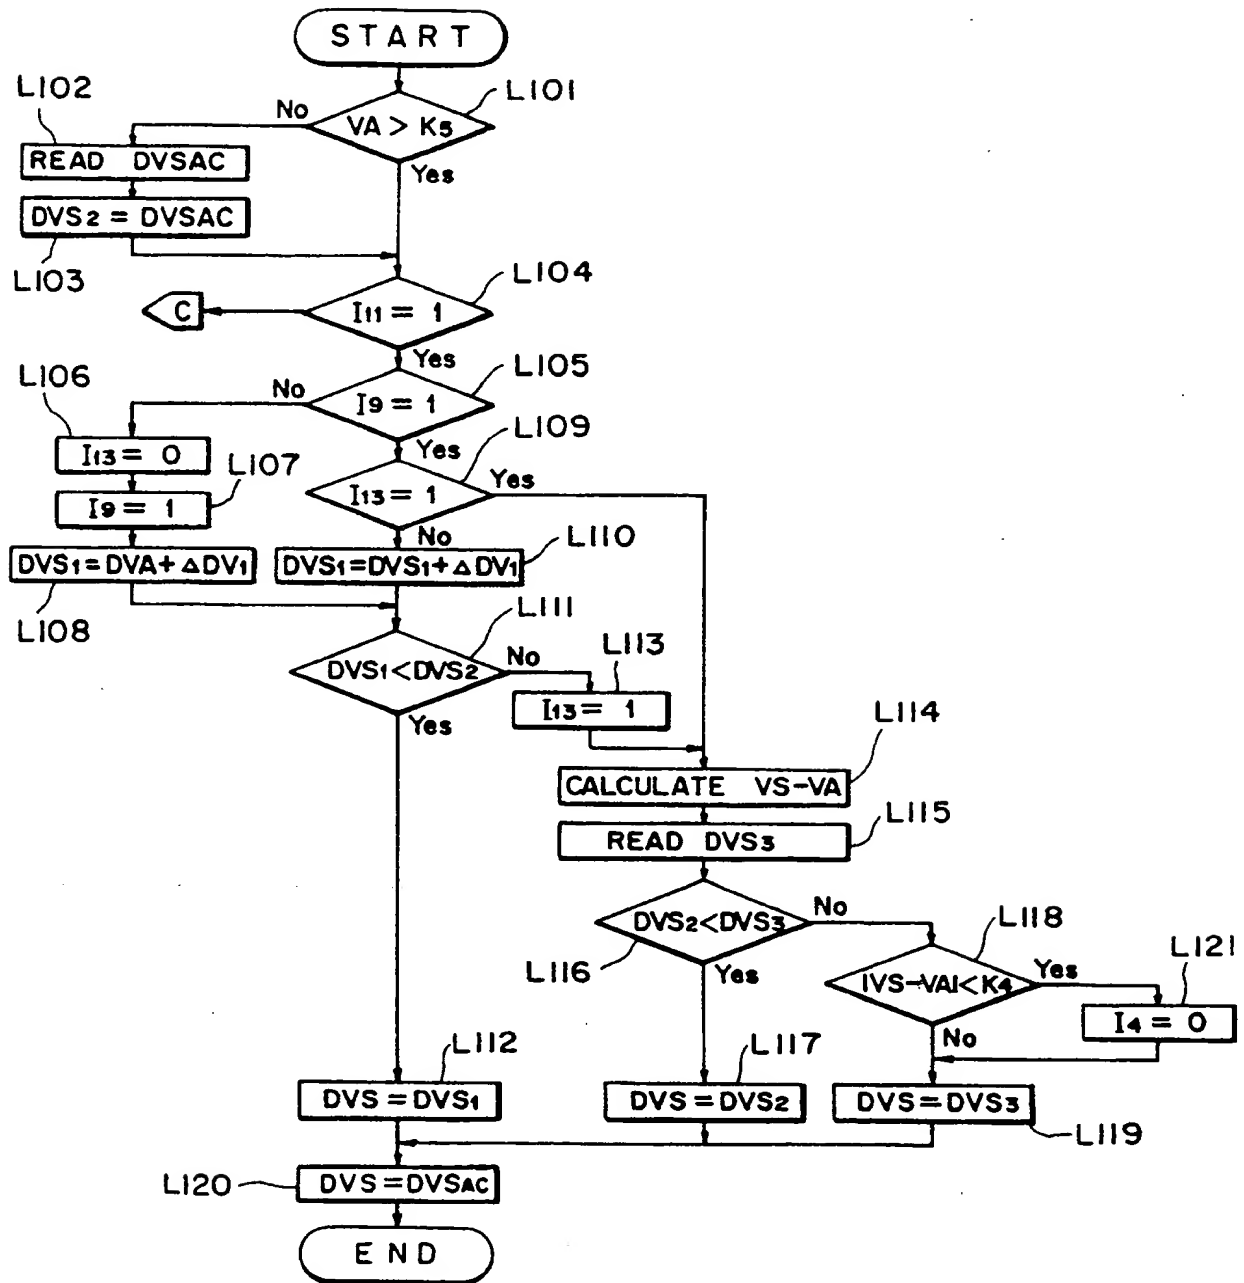 START
L101
L102
No
VA > K5
READ DVSAC
Yes
DVS2 = DVSAC
L103
L104
C
I11 = 1
Yes
L105
L106
No
I9 = 1
L109
I13 = 0
Yes
L107
Yes
I13 = 1
I9 = 1
No
L110
DVS1=DVA+ΔDV1
DVS1=DVS1+ΔDV1
L108
L111
DVS1<DVS2
No
L113
I13 = 1
Yes
L114
CALCULATE VS-VA
L115
READ DVS3
DVS2<DVS3
No
L118
L116
Yes
|VS-VA|<K4
Yes
L121
I4 = 0
No
L112
L117
DVS=DVS1
DVS=DVS2
DVS=DVS3
L119
L120
DVS=DVSAC
END